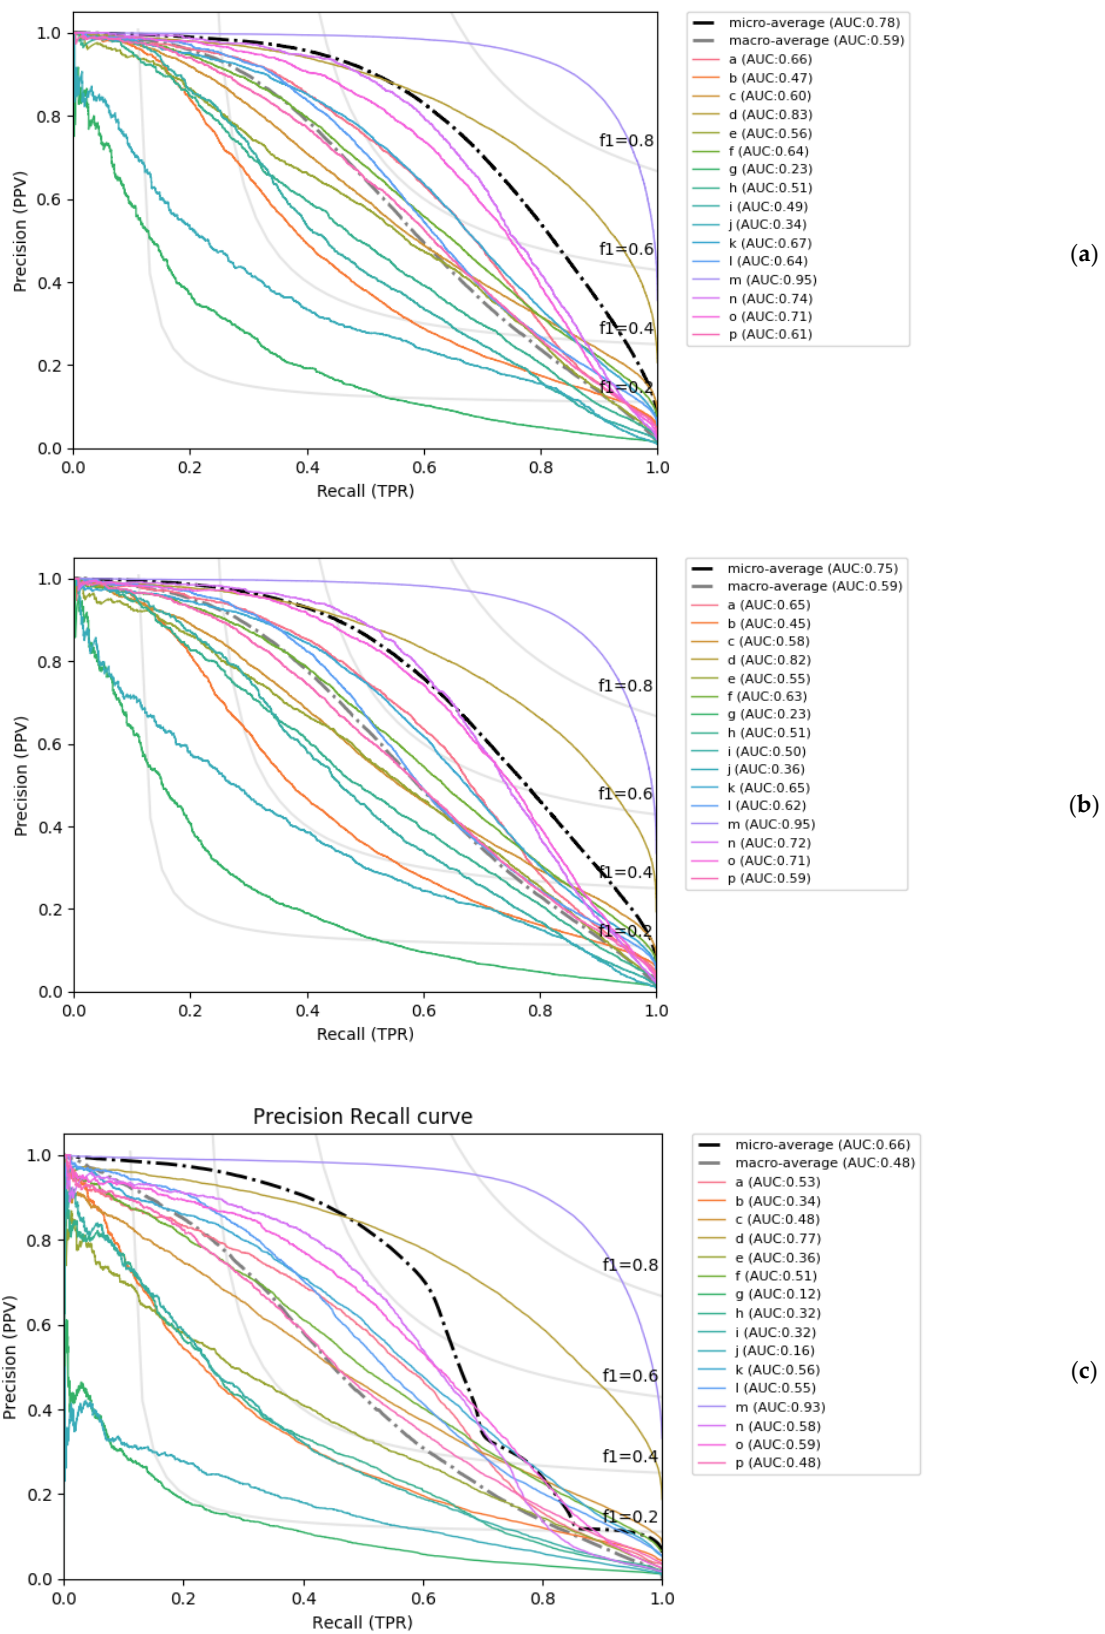 micro-average (AUC:0.78)
macro-average (AUC:0.59)
a (AUC:0.66)
b (AUC:0.47)
c (AUC:0.60)
d (AUC:0.83)
e (AUC:0.56)
f (AUC:0.64)
g (AUC:0.23)
h (AUC:0.51)
i (AUC:0.49)
j (AUC:0.34)
k (AUC:0.67)
l (AUC:0.64)
m (AUC:0.95)
n (AUC:0.74)
o (AUC:0.71)
p (AUC:0.61)
1.0
0.8
0.6
0.4
0.2
0.0
Precision (PPV)
f1=0.8
f1=0.6
f1=0.4
f1=0.2
0.0 0.2 0.4 0.6 0.8 1.0
Recall (TPR)
(a)
micro-average (AUC:0.75)
macro-average (AUC:0.59)
a (AUC:0.65)
b (AUC:0.45)
c (AUC:0.58)
d (AUC:0.82)
e (AUC:0.55)
f (AUC:0.63)
g (AUC:0.23)
h (AUC:0.51)
i (AUC:0.50)
j (AUC:0.36)
k (AUC:0.65)
l (AUC:0.62)
m (AUC:0.95)
n (AUC:0.72)
o (AUC:0.71)
p (AUC:0.59)
1.0
0.8
0.6
0.4
0.2
0.0
Precision (PPV)
f1=0.8
f1=0.6
f1=0.4
f1=0.2
0.0 0.2 0.4 0.6 0.8 1.0
Recall (TPR)
(b)
Precision Recall curve
micro-average (AUC:0.66)
macro-average (AUC:0.48)
a (AUC:0.53)
b (AUC:0.34)
c (AUC:0.48)
d (AUC:0.77)
e (AUC:0.36)
f (AUC:0.51)
g (AUC:0.12)
h (AUC:0.32)
i (AUC:0.32)
j (AUC:0.16)
k (AUC:0.56)
l (AUC:0.55)
m (AUC:0.93)
n (AUC:0.58)
o (AUC:0.59)
p (AUC:0.48)
1.0
0.8
0.6
0.4
0.2
0.0
Precision (PPV)
f1=0.8
f1=0.6
f1=0.4
f1=0.2
0.0 0.2 0.4 0.6 0.8 1.0
Recall (TPR)
(c)